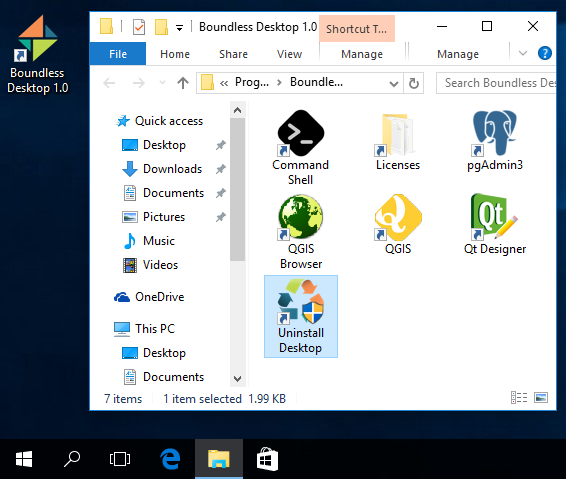 Boundless
Desktop 1.0
Boundless Desktop 1.0
Shortcut T...
File
Home
Share
View
Manage
Manage
Prog...
Boundle...
Search Boundless Des
Quick access
Desktop
Downloads
Documents
Pictures
Music
Videos
OneDrive
This PC
Desktop
Documents
Command
Shell
Licenses
pgAdmin3
QGIS
Browser
QGIS
Qt
Qt Designer
Uninstall
Desktop
7 items
1 item selected 1.99 KB